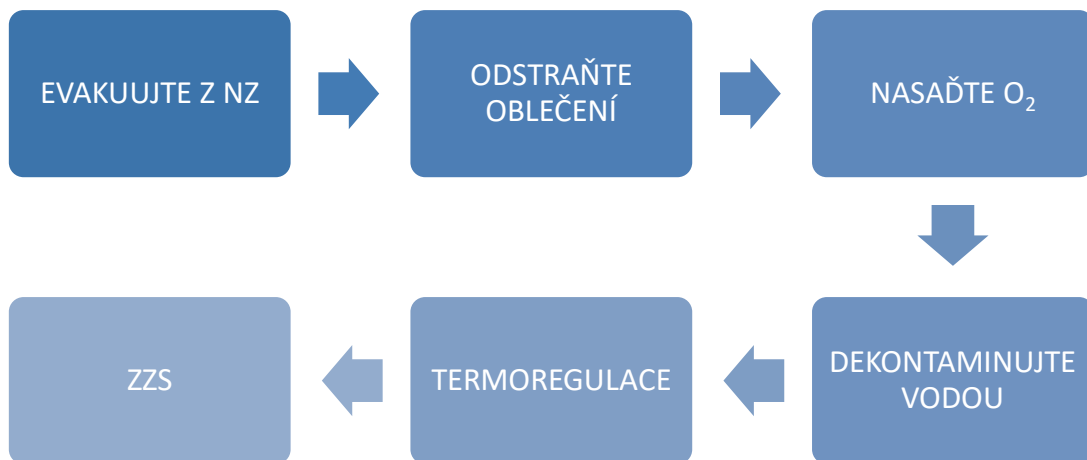 EVAKUUJTE Z NZ
ODSTRAŇTE
OBLEČENÍ
NASAĎTE O₂
DEKONTAMINUJTE
VODOU
TERMOREGULACE
ZZS